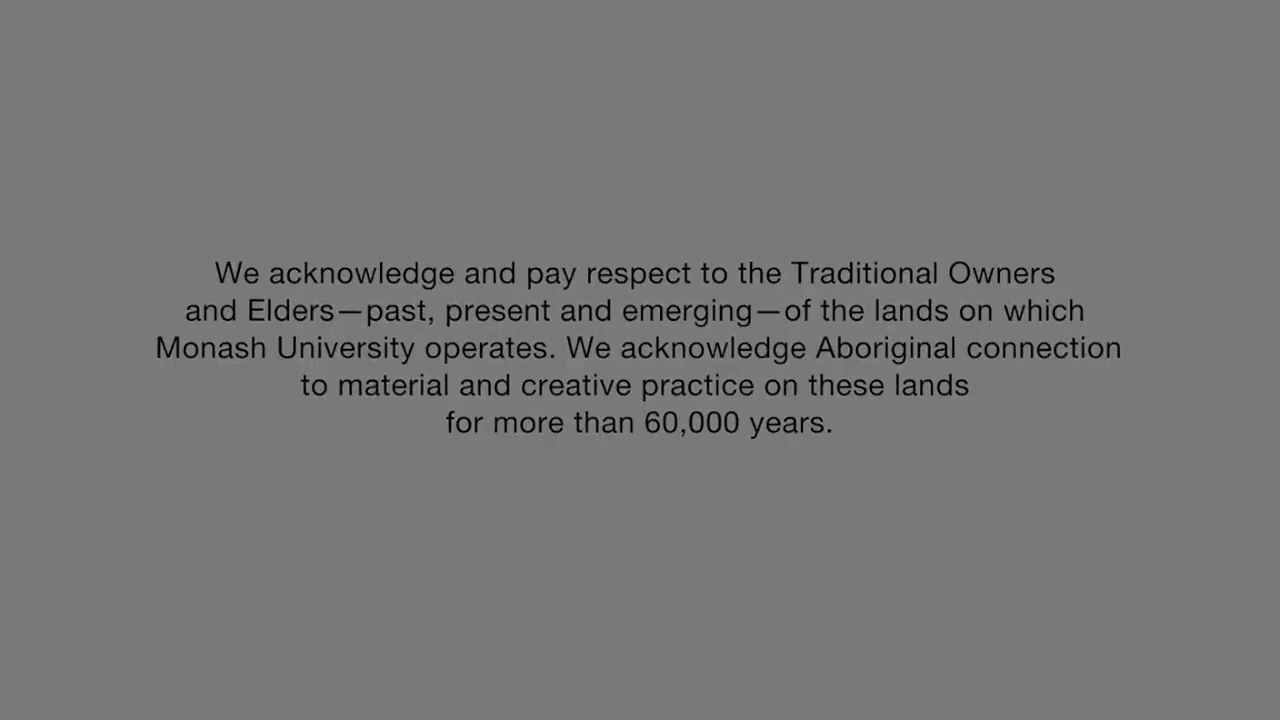 We acknowledge and pay respect to the Traditional Owners
and Elders—past, present and emerging—of the lands on which
Monash University operates. We acknowledge Aboriginal connection
to material and creative practice on these lands
for more than 60,000 years.